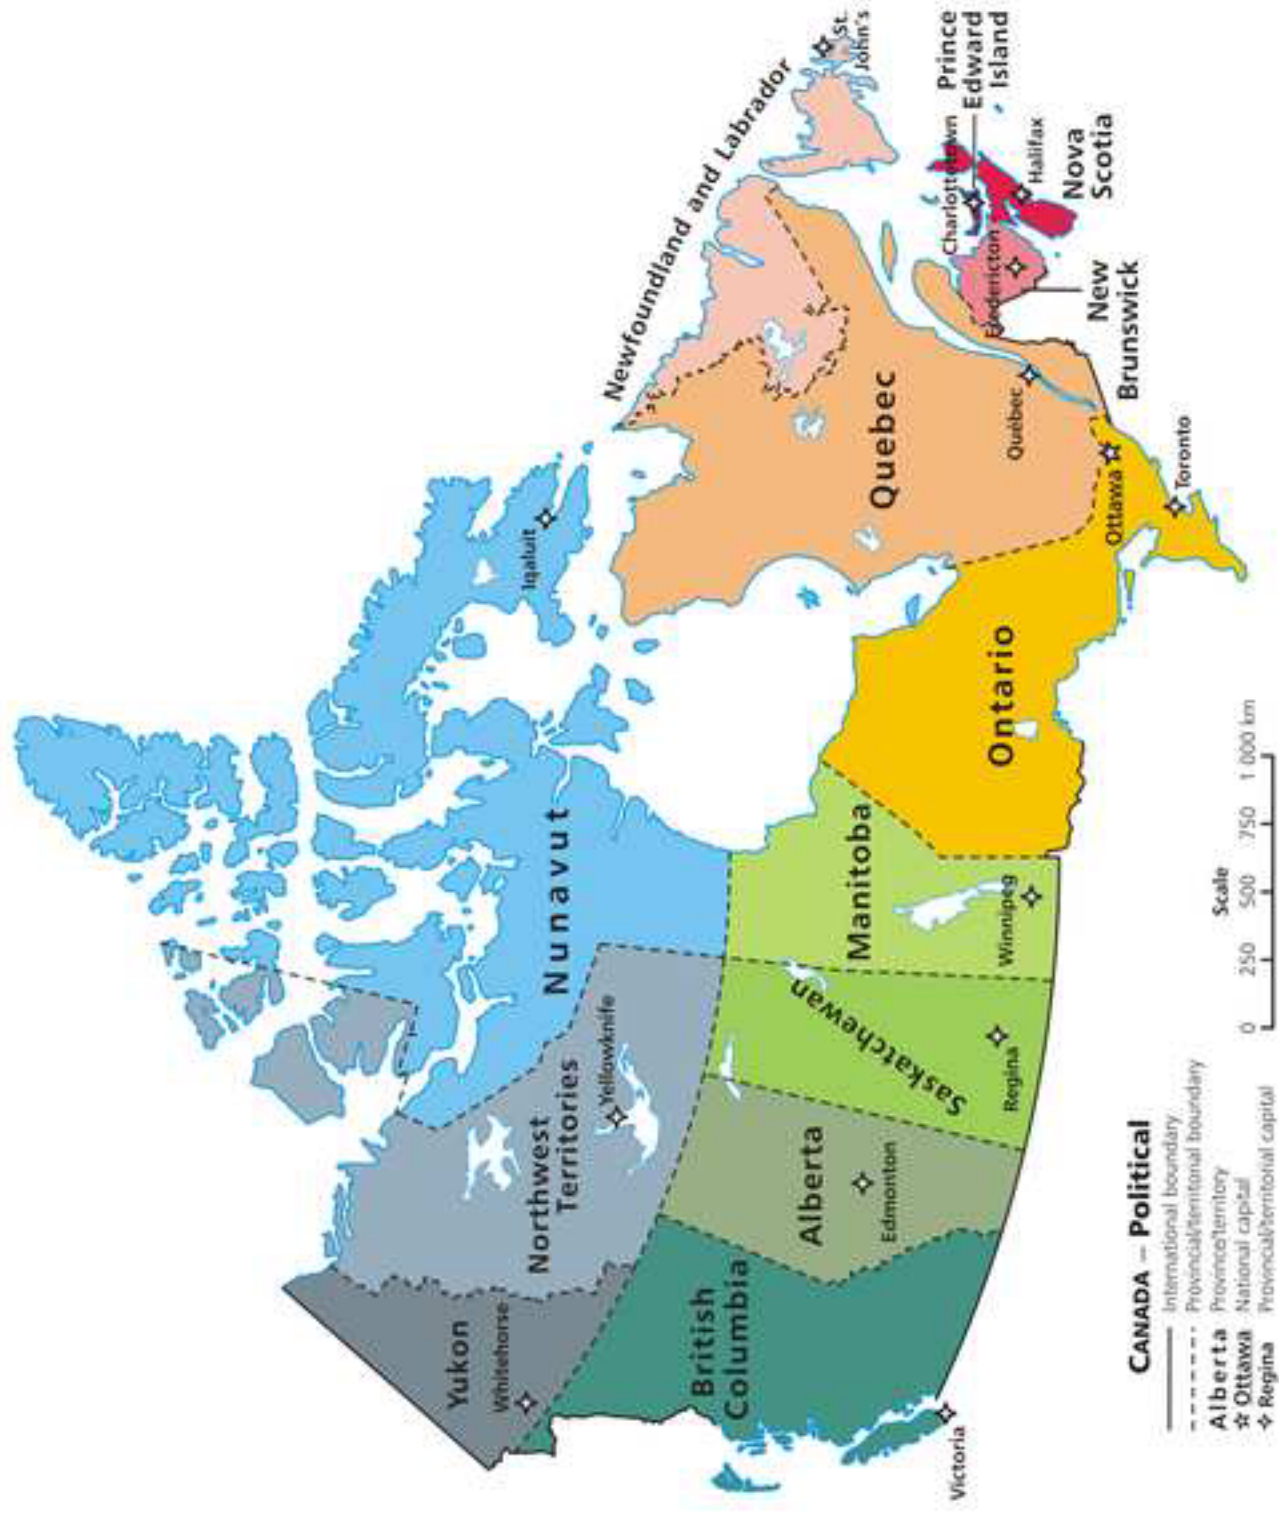 Yukon
Whitehorse
Northwest
Territories
Yellowknife
Nunavut
Iqaluit
British
Columbia
Victoria
Alberta
Edmonton
Saskatchewan
Regina
Manitoba
Winnipeg
Ontario
Toronto
Ottawa
Quebec
Québec
Newfoundland and Labrador
St.
John's
Prince
Edward
Island
Charlottetown
Fredericton
New
Brunswick
Halifax
Nova
Scotia
CANADA – Political
International boundary
Provincial/territorial boundary
Alberta Province/territory
Ottawa National capital
Regina Provincial/territorial capital
Scale
0 250 500 750 1 000 km